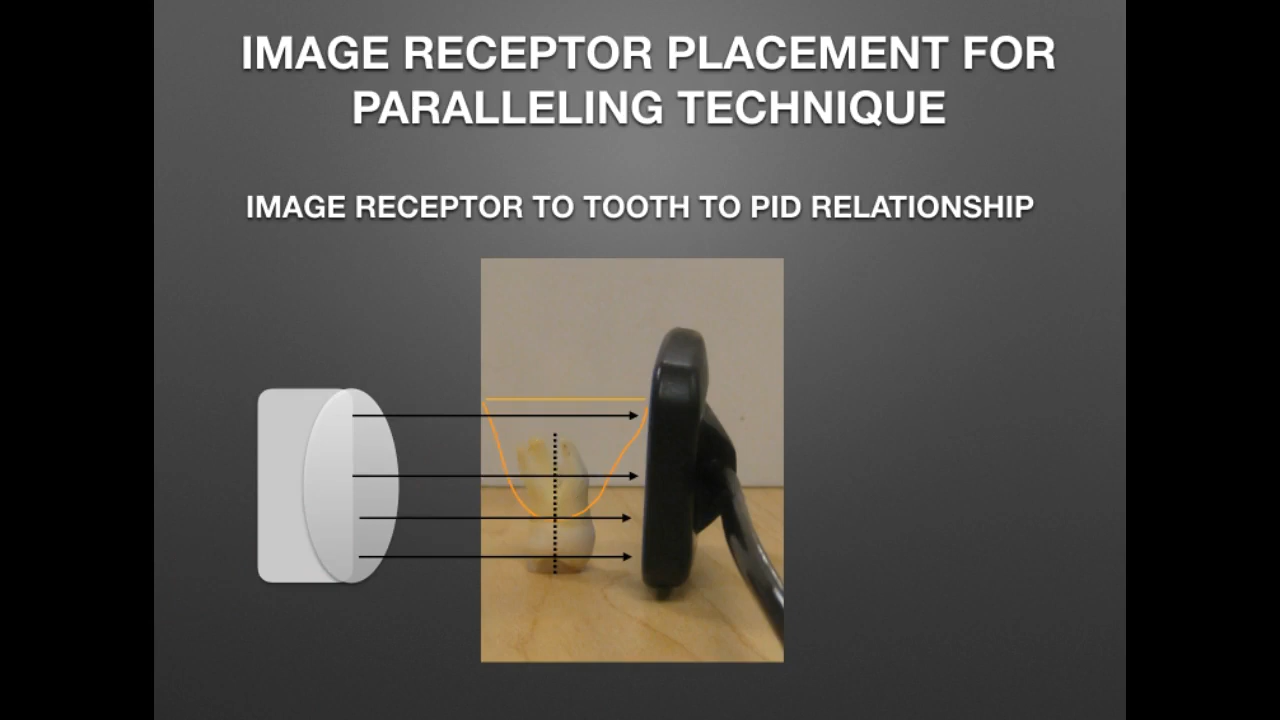 IMAGE RECEPTOR PLACEMENT FOR
PARALLELING TECHNIQUE
IMAGE RECEPTOR TO TOOTH TO PID RELATIONSHIP